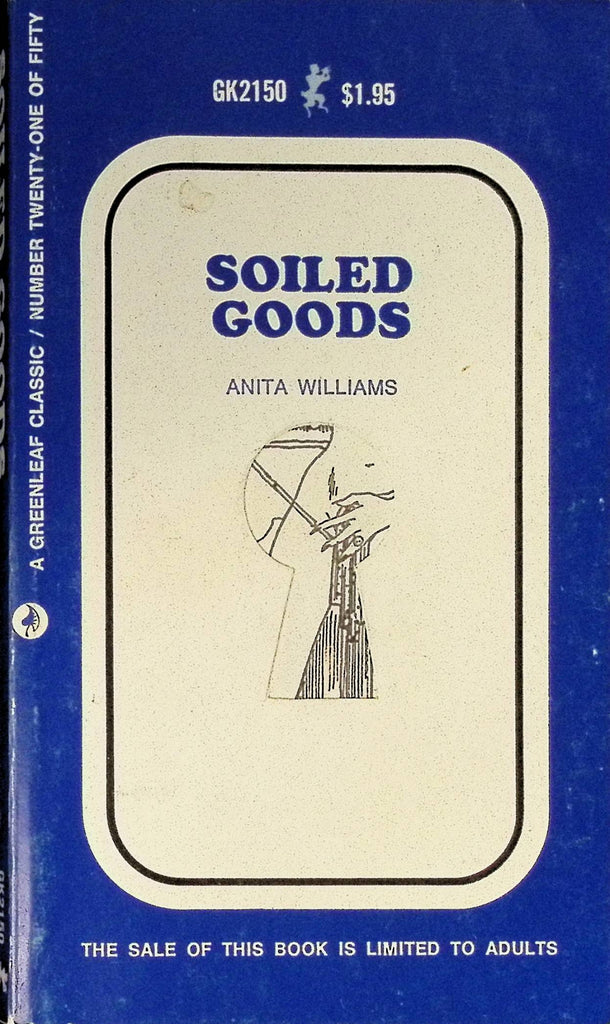 GK2150 $1.95
SOILED
GOODS
ANITA WILLIAMS
THE SALE OF THIS BOOK IS LIMITED TO ADULTS
A GREENLEAF CLASSIC / NUMBER TWENTY-ONE OF FIFTY